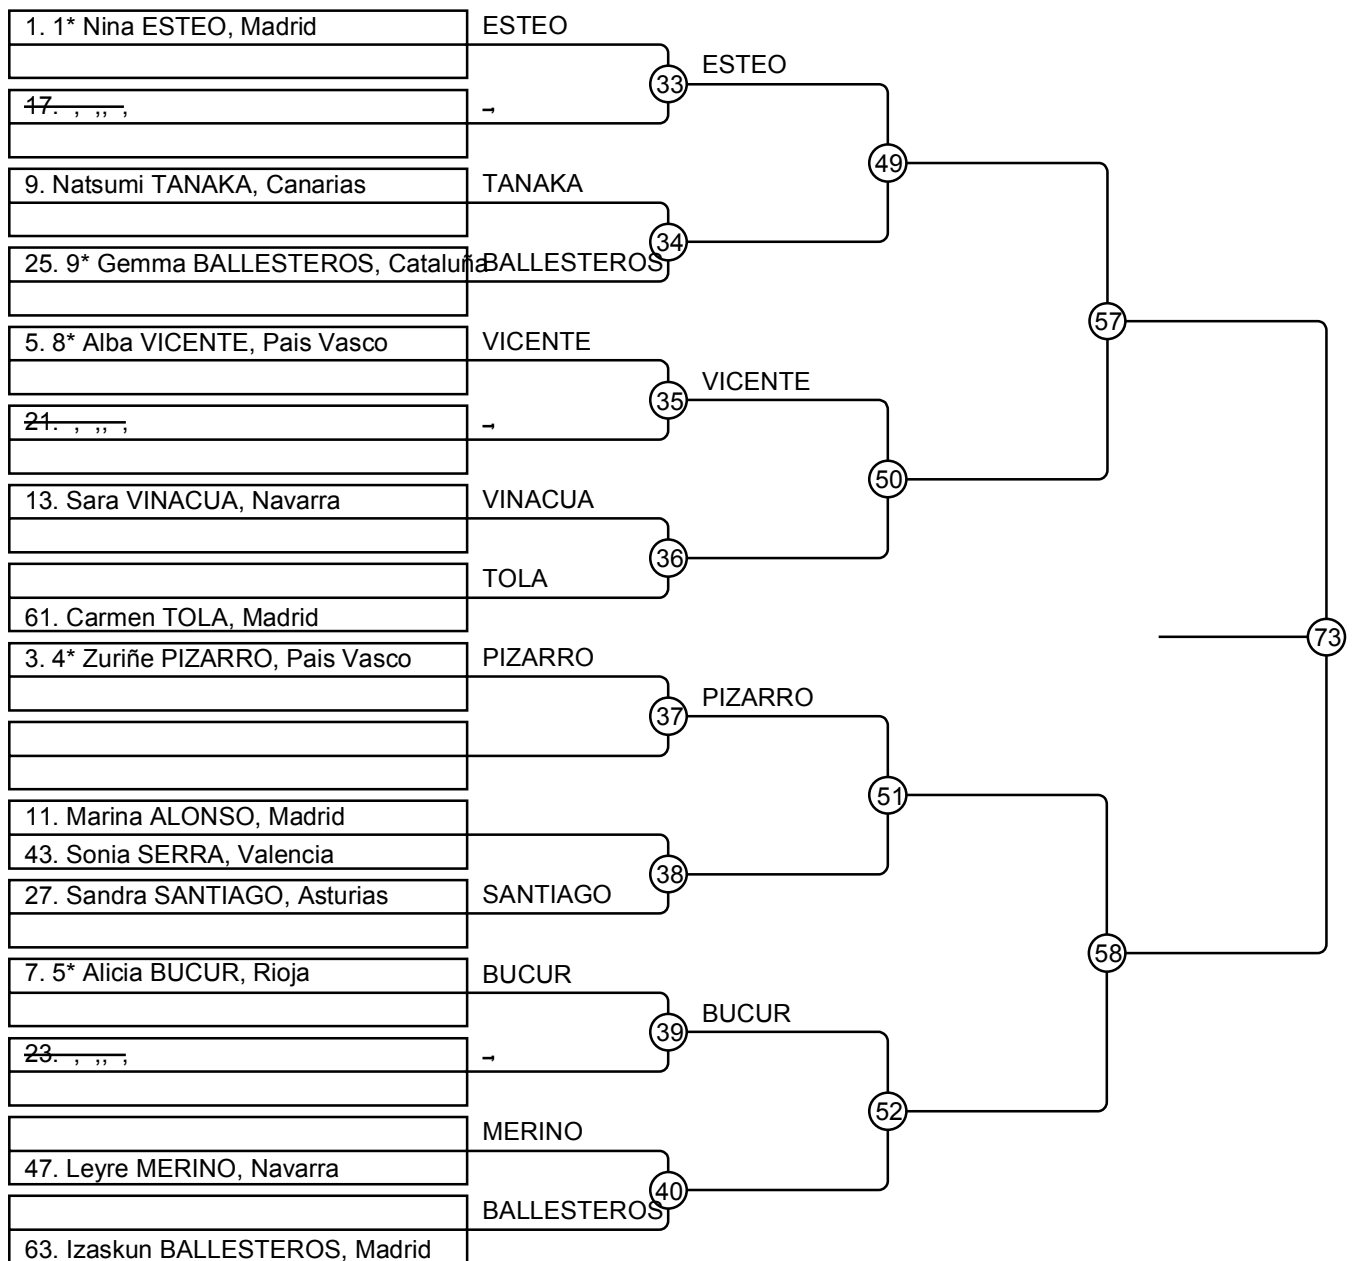 1. 1* Nina ESTEO, Madrid
ESTEO
33
ESTEO
17. , ,, ,
,
49
9. Natsumi TANAKA, Canarias
TANAKA
34
25. 9* Gemma BALLESTEROS, Cataluña
BALLESTEROS
57
5. 8* Alba VICENTE, Pais Vasco
VICENTE
35
VICENTE
21. , ,, ,
,
50
13. Sara VINACUA, Navarra
VINACUA
36
TOLA
61. Carmen TOLA, Madrid
73
3. 4* Zuriñe PIZARRO, Pais Vasco
PIZARRO
37
PIZARRO
51
11. Marina ALONSO, Madrid
43. Sonia SERRA, Valencia
38
27. Sandra SANTIAGO, Asturias
SANTIAGO
58
7. 5* Alicia BUCUR, Rioja
BUCUR
39
BUCUR
23. , ,, ,
,
52
MERINO
47. Leyre MERINO, Navarra
40
BALLESTEROS
63. Izaskun BALLESTEROS, Madrid